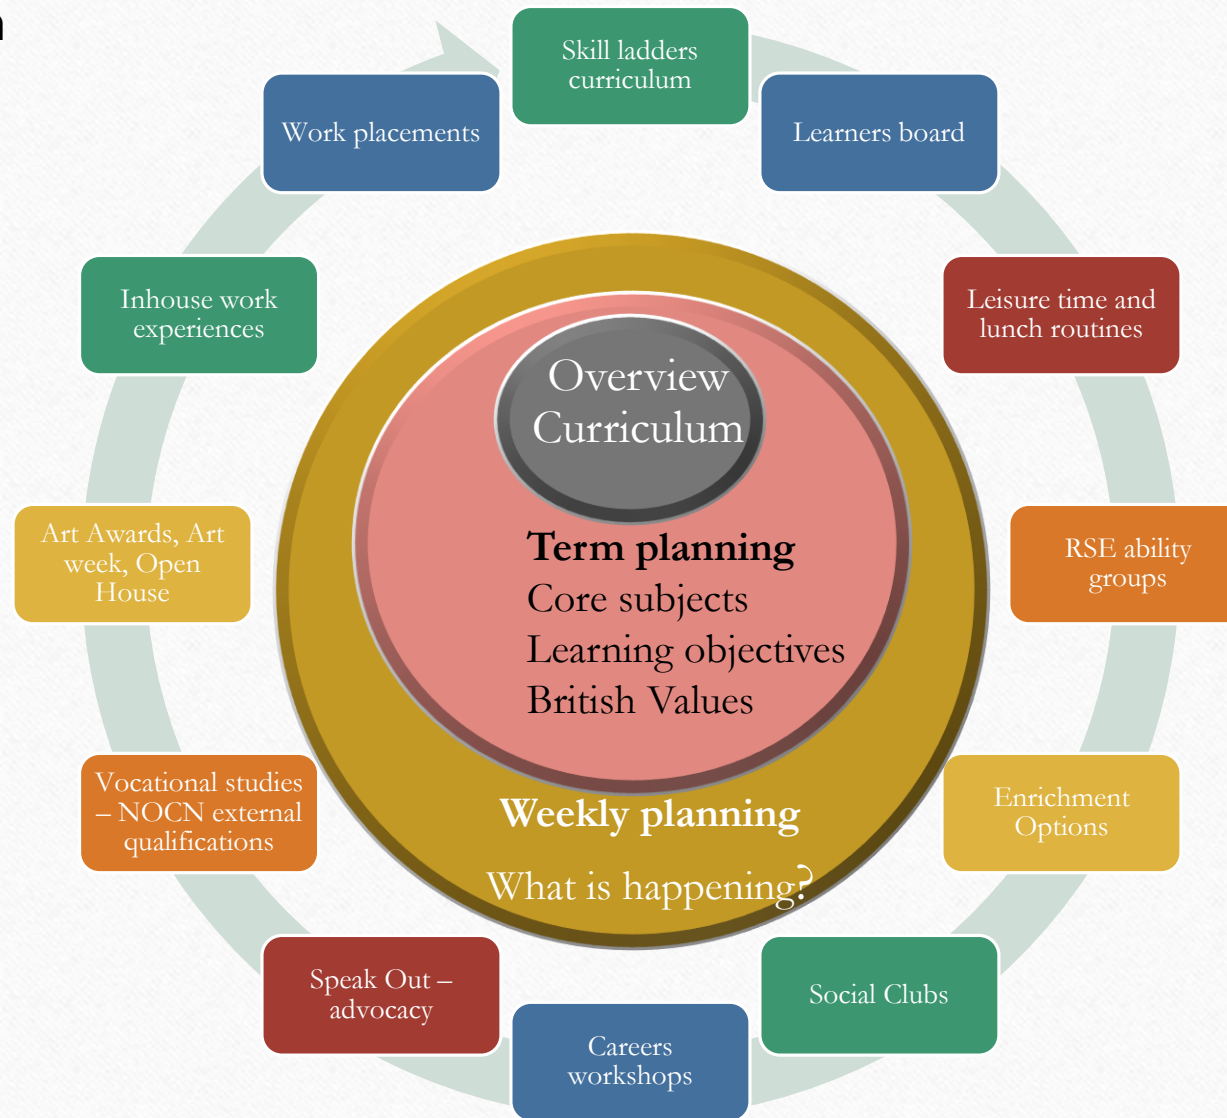 Skill ladders
curriculum
Learners board
Leisure time and
lunch routines
RSE ability
groups
Enrichment
Options
Social Clubs
Careers
workshops
Speak Out –
advocacy
Vocational studies
– NOCN external
qualifications
Art Awards, Art
week, Open
House
Inhouse work
experiences
Work placements
Overview
Curriculum
Term planning
Core subjects
Learning objectives
British Values
Weekly planning
What is happening?